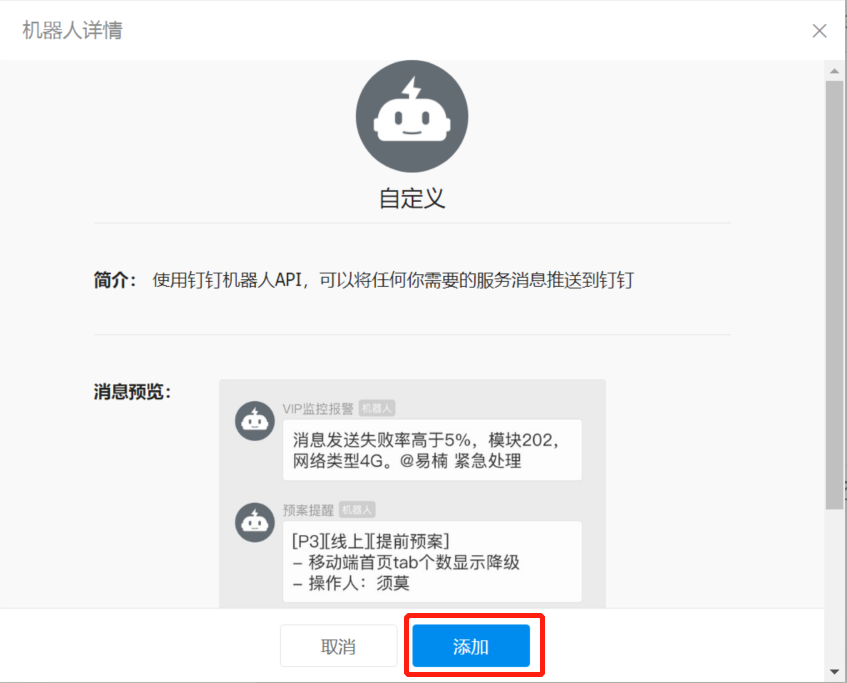 机器人详情
自定义
简介： 使用钉钉机器人API，可以将任何你需要的服务消息推送到钉钉
消息预览：
VIP监控报警 机器人
消息发送失败率高于5%，模块202，
网络类型4G。@易楠 紧急处理
预案提醒 机器人
[P3][线上][提前预案]
– 移动端首页tab个数显示降级
– 操作人：须莫
取消 添加